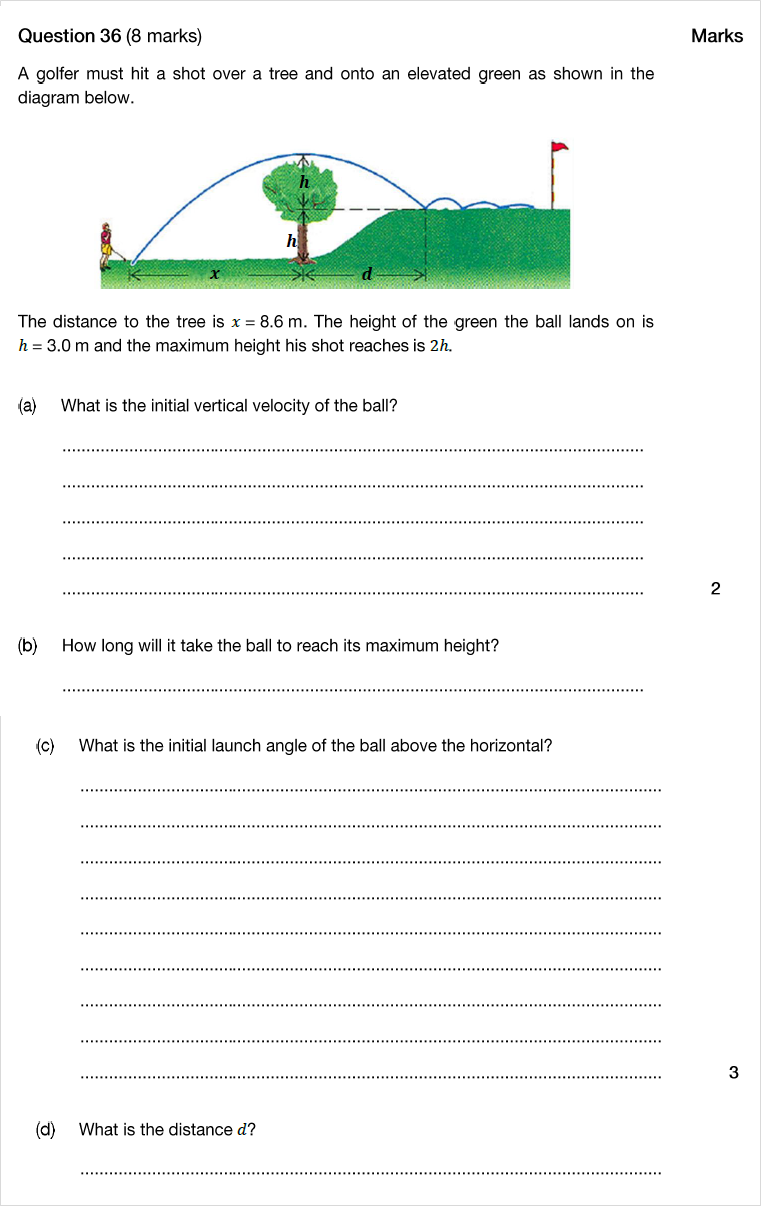 Question 36 (8 marks) Marks
A golfer must hit a shot over a tree and onto an elevated green as shown in the
diagram below.
h
h
x d
The distance to the tree is x = 8.6 m. The height of the green the ball lands on is
h = 3.0 m and the maximum height his shot reaches is 2h.
(a) What is the initial vertical velocity of the ball?
................................................................
................................................................
................................................................
................................................................
................................................................ 2
(b) How long will it take the ball to reach its maximum height?
................................................................
(c) What is the initial launch angle of the ball above the horizontal?
................................................................
................................................................
................................................................
................................................................
................................................................
................................................................
................................................................
................................................................
................................................................ 3
(d) What is the distance d?
................................................................